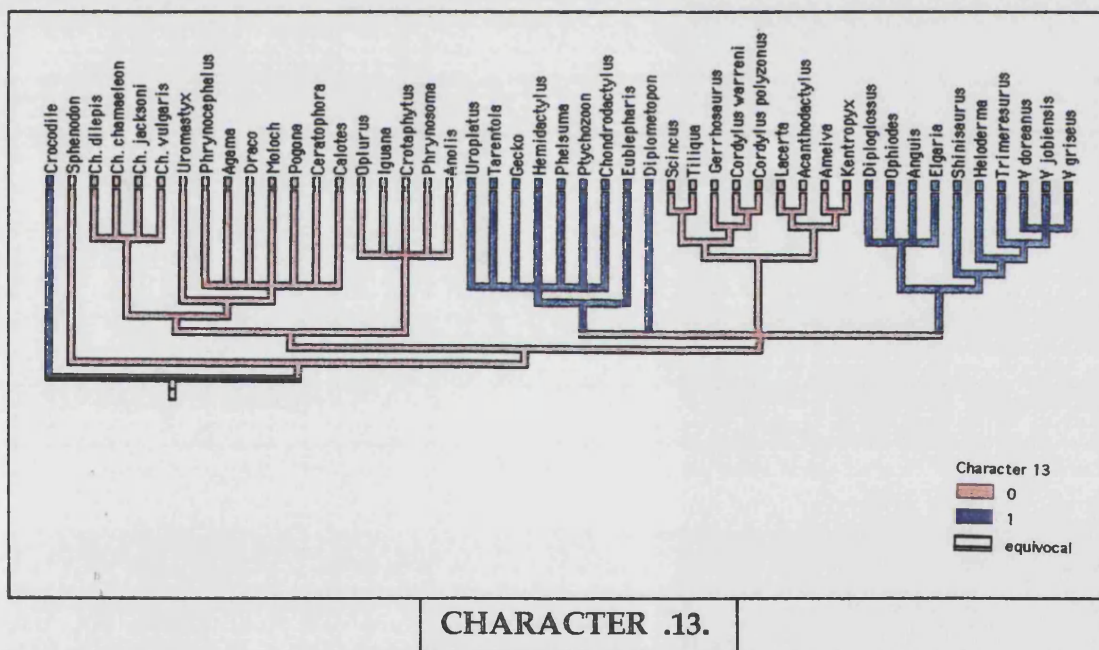 Crocodile
Sphenodon
Ch. dilepis
Ch. chamaeleon
Ch. jacksoni
Ch. vulgaris
Uromastyx
Phrynocephalus
Agama
Draco
Moloch
Pogona
Ceratophora
Calotes
Oplurus
Iguana
Crotaphytus
Phrynosoma
Anolis
Uroplatus
Tarentola
Gecko
Hemidactylus
Phelsuma
Ptychozoon
Chondrodactylus
Eublepharis
Diplometopon
Scincus
Tiliqua
Gerrhosaurus
Cordylus warreni
Cordylus polyzonus
Lacerta
Acanthodactylus
Ameiva
Kentropyx
Diploglossus
Ophiodes
Anguis
Elgaria
Shinisaurus
Heloderma
Trimeresurus
V doreanus
V jobiensis
V griseus
Character 13
0
1
equivocal
CHARACTER .13.